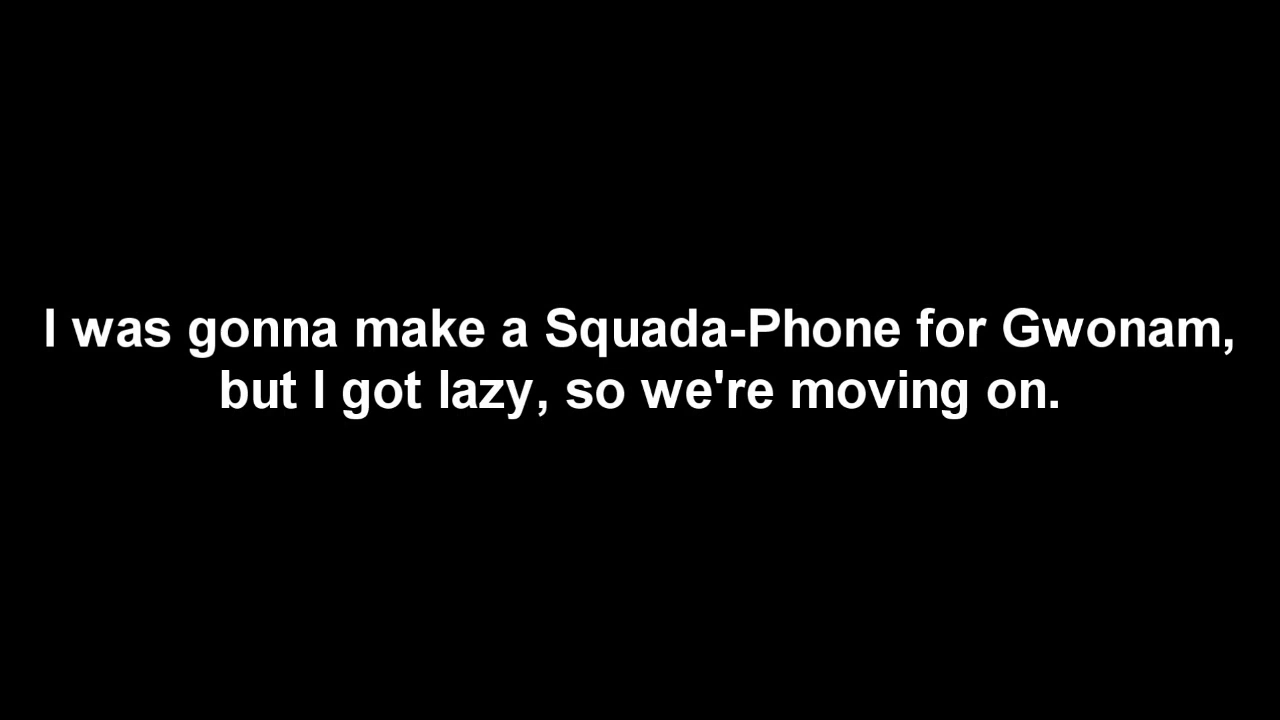 I was gonna make a Squada-Phone for Gwonam,
but I got lazy, so we're moving on.